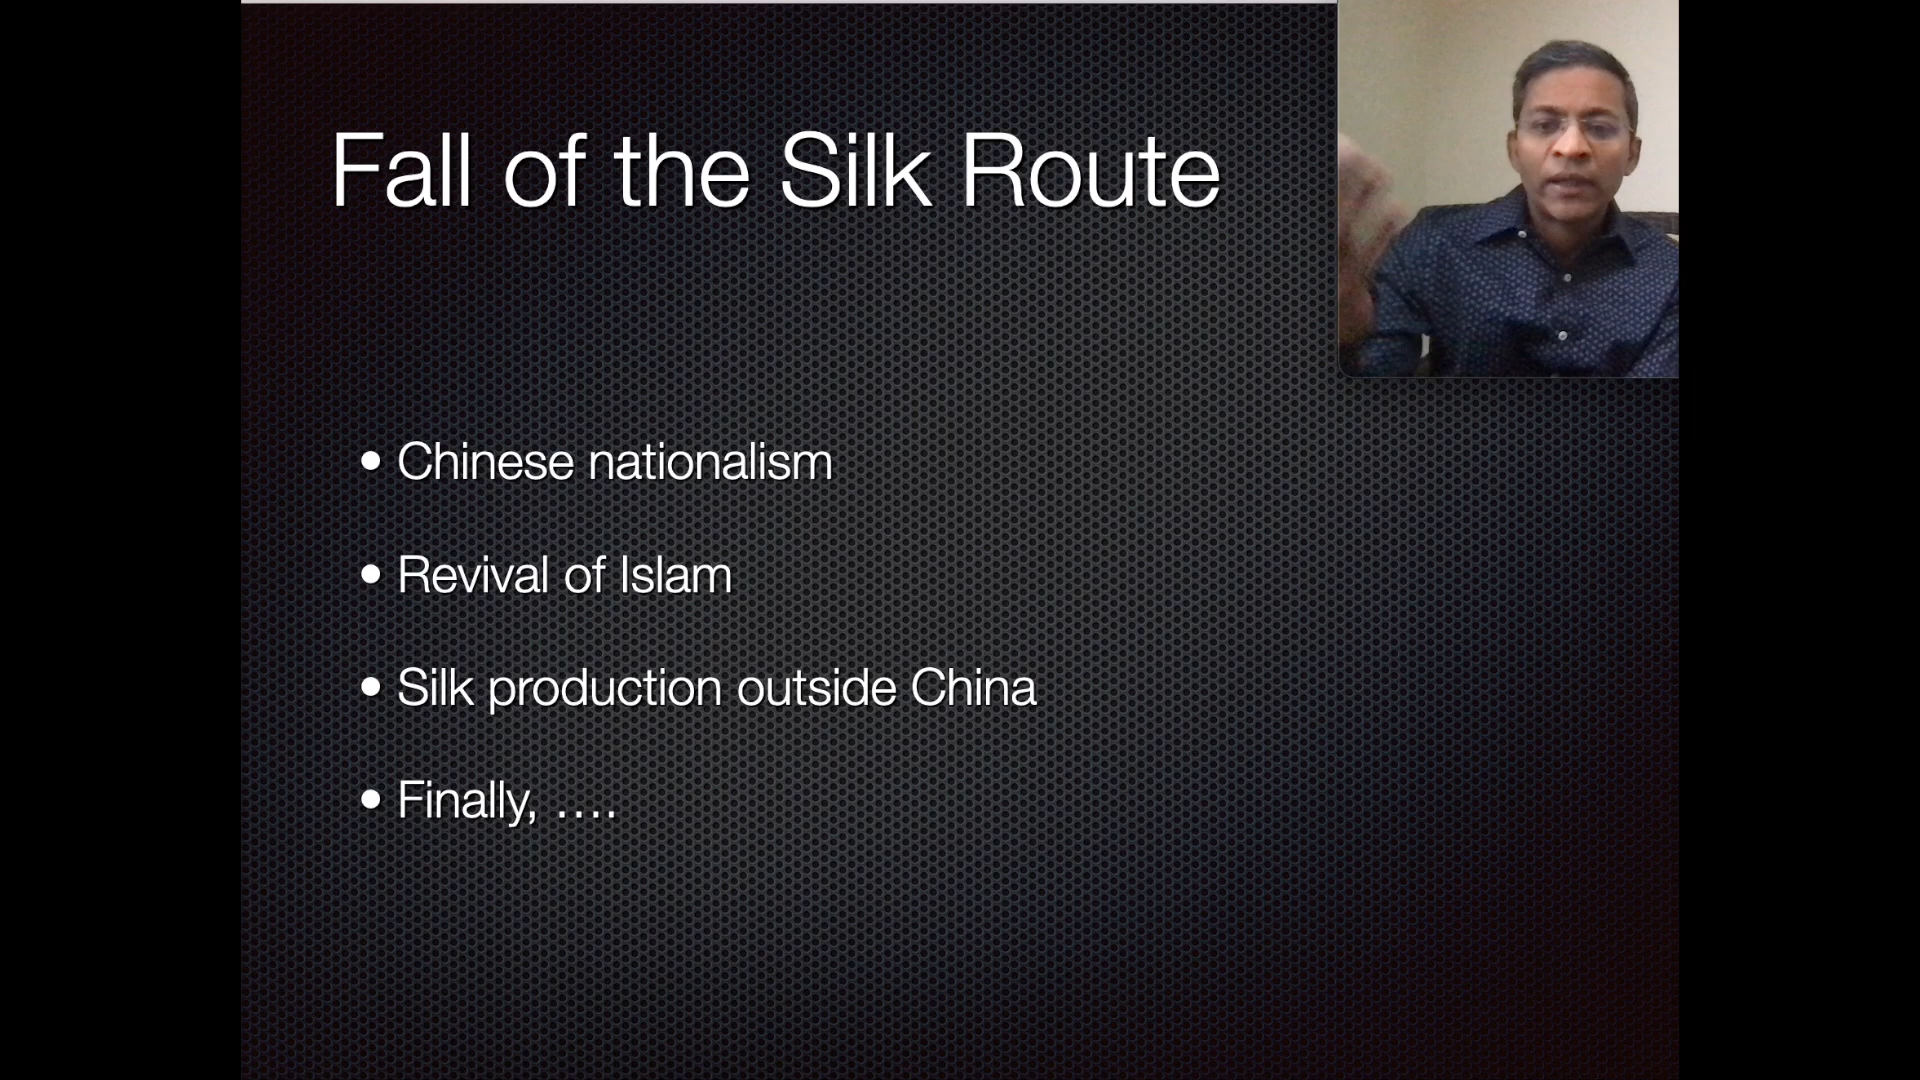 Fall of the Silk Route
• Chinese nationalism
• Revival of Islam
• Silk production outside China
• Finally, ....